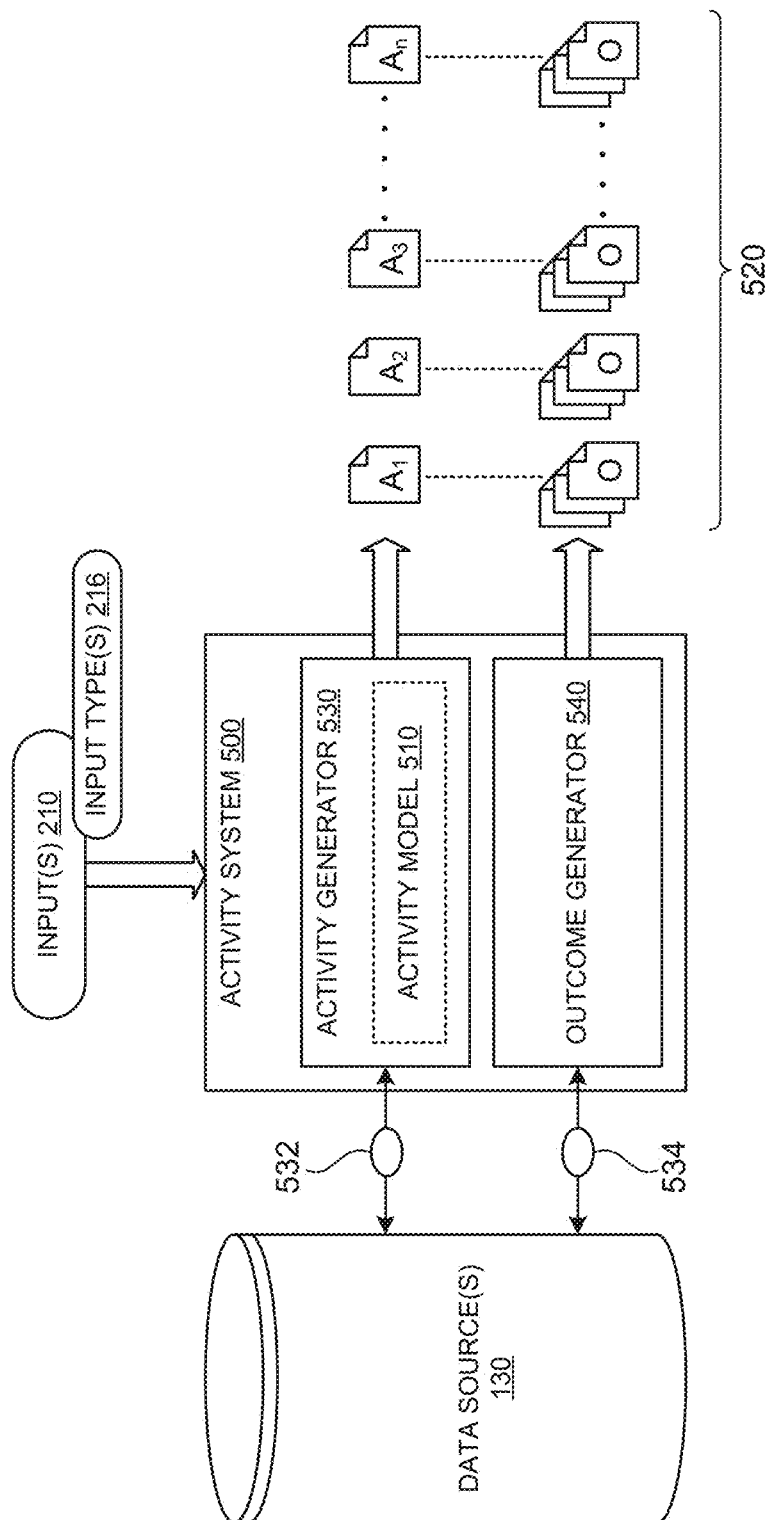 INPUT(S) 210
INPUT TYPE(S) 216
ACTIVITY SYSTEM 500
ACTIVITY GENERATOR 530
ACTIVITY MODEL 510
OUTCOME GENERATOR 540
532
534
DATA SOURCE(S)
130
A1
A2
A3
An
O
O
O
O
520